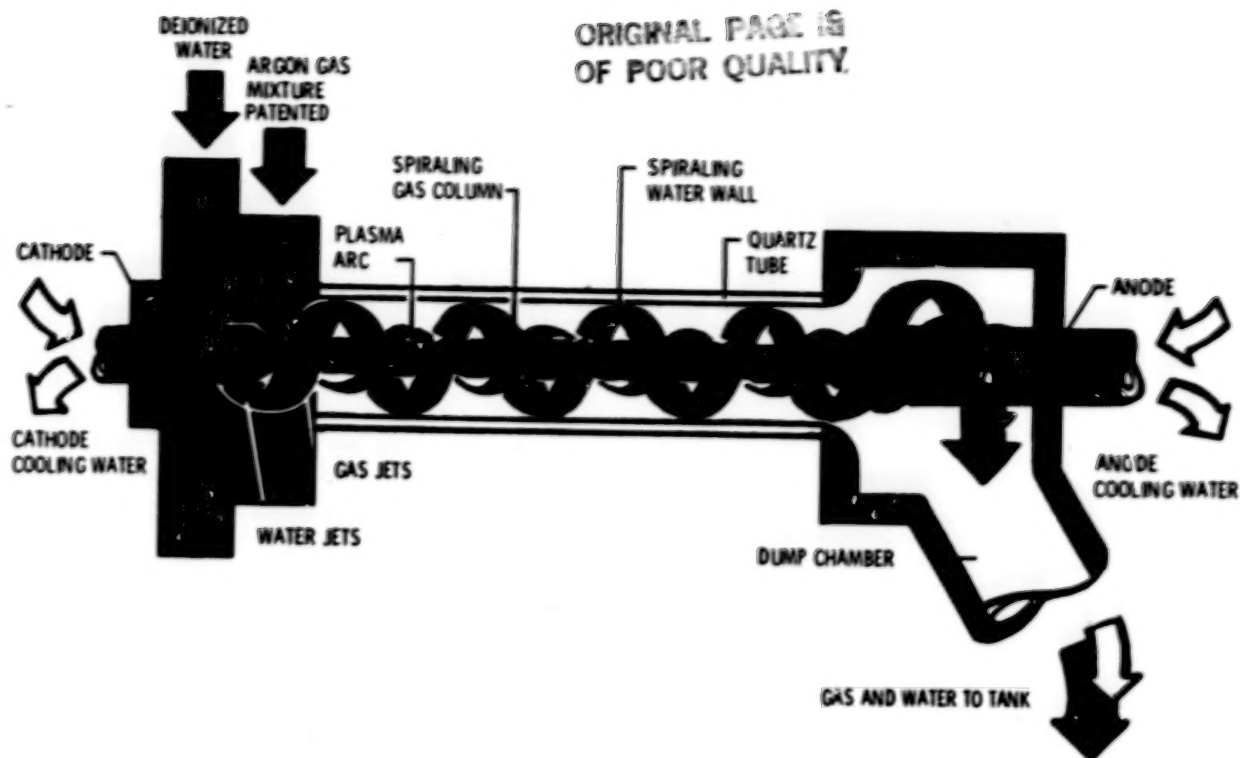 DEIONIZED
WATER
ORIGINAL PAGE IS
OF POOR QUALITY
ARGON GAS
MIXTURE
PATENTED
SPIRALING
GAS COLUMN
SPIRALING
WATER WALL
PLASMA
ARC
QUARTZ
TUBE
CATHODE
ANODE
CATHODE
COOLING WATER
GAS JETS
ANODE
COOLING WATER
WATER JETS
DUMP CHAMBER
GAS AND WATER TO TANK